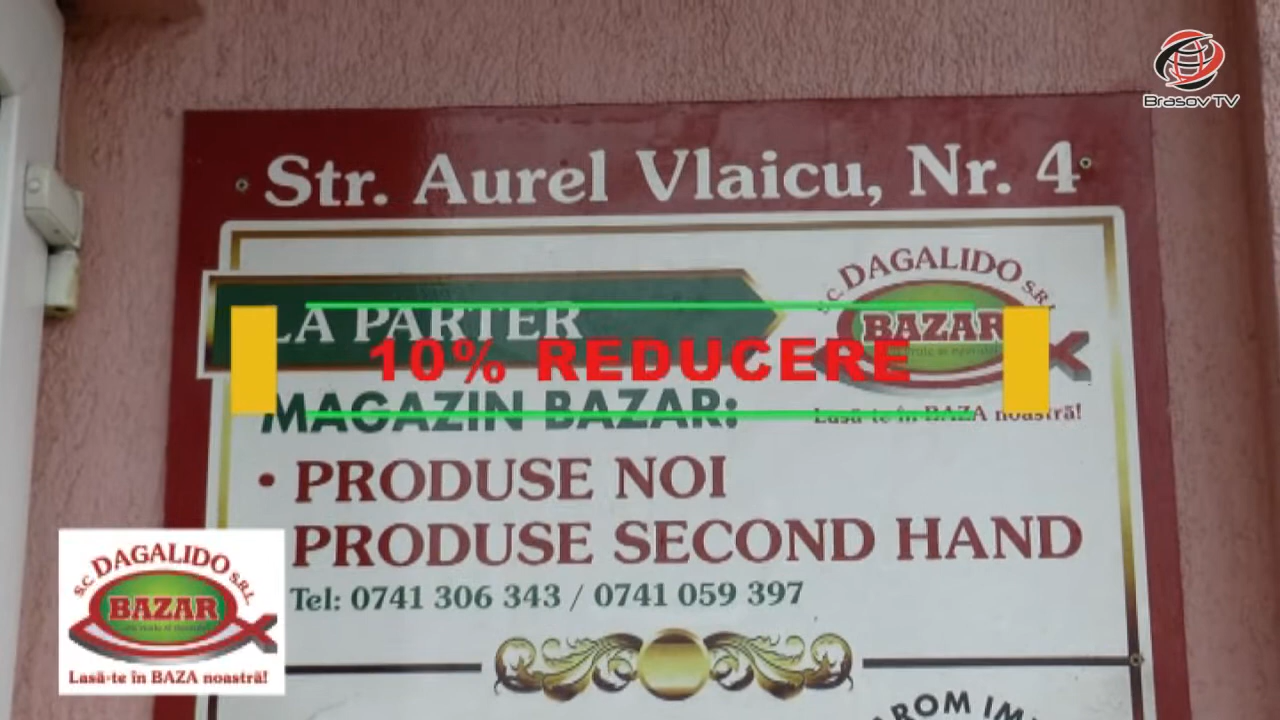 Brasov TV
Str. Aurel Vlaicu, Nr. 4
LA PARTER
S.C. DAGALIDO S.R.L.
BAZAR
10% REDUCERE
MAGAZIN BAZAR:
Lasă-te în BAZA noastră!
• PRODUSE NOI
PRODUSE SECOND HAND
Tel: 0741 306 343 / 0741 059 397
S.C. DAGALIDO S.R.L.
BAZAR
Lasă-te în BAZA noastră!